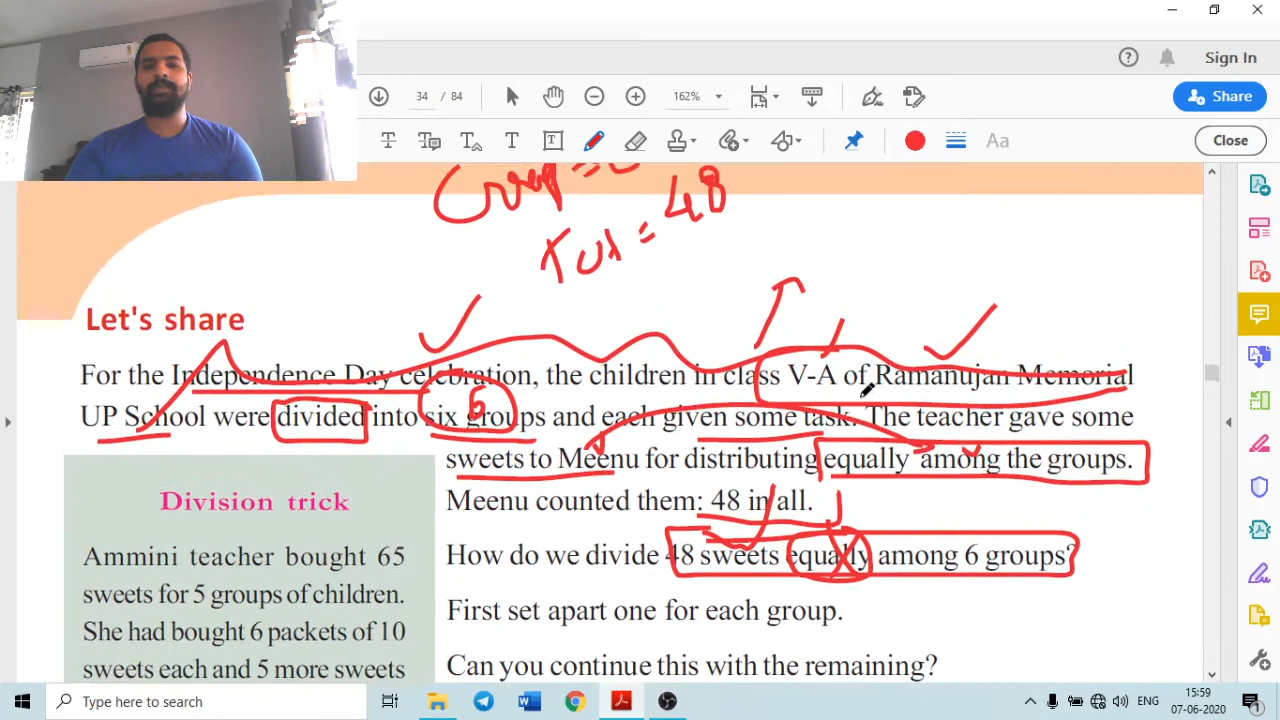 Sign In
34 / 84
162%
Share
Aa
Close
Tot = 48
Let's share
For the Independence Day celebration, the children in class V-A of Ramanujan Memorial
UP School were divided into six groups and each given some task. The teacher gave some
6
sweets to Meenu for distributing equally among the groups.
Meenu counted them: 48 in all.
How do we divide 48 sweets equally among 6 groups?
First set apart one for each group.
Can you continue this with the remaining?
Division trick
Ammini teacher bought 65
sweets for 5 groups of children.
She had bought 6 packets of 10
sweets each and 5 more sweets
Type here to search
ENG
15:59
07-06-2020
1